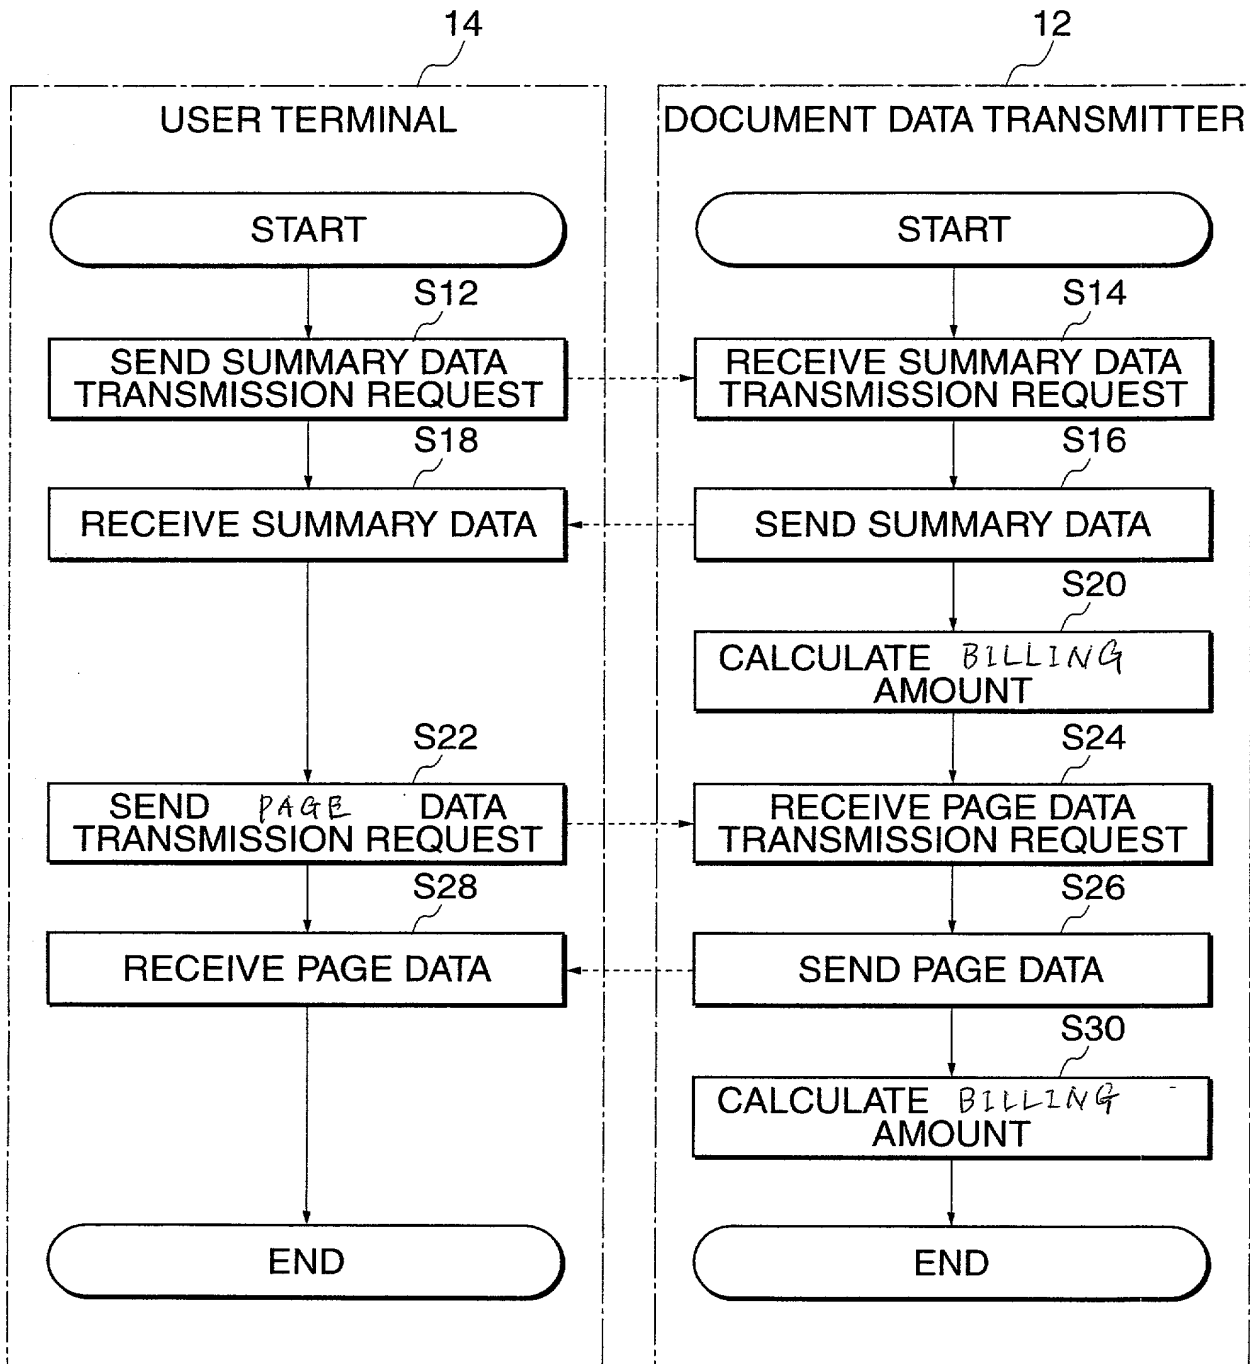 14
12
USER TERMINAL
DOCUMENT DATA TRANSMITTER
START
START
S12
S14
SEND SUMMARY DATA
TRANSMISSION REQUEST
RECEIVE SUMMARY DATA
TRANSMISSION REQUEST
S18
S16
RECEIVE SUMMARY DATA
SEND SUMMARY DATA
S20
CALCULATE BILLING
AMOUNT
S22
S24
SEND PAGE DATA
TRANSMISSION REQUEST
RECEIVE PAGE DATA
TRANSMISSION REQUEST
S28
S26
RECEIVE PAGE DATA
SEND PAGE DATA
S30
CALCULATE BILLING
AMOUNT
END
END